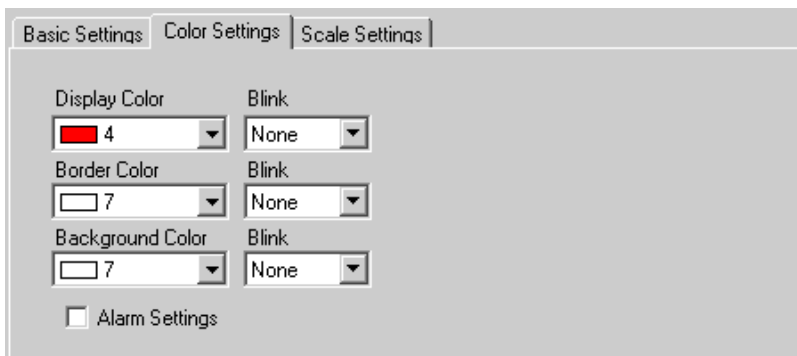 Basic Settings Color Settings Scale Settings
Display Color Blink
4 None
Border Color Blink
7 None
Background Color Blink
7 None
Alarm Settings